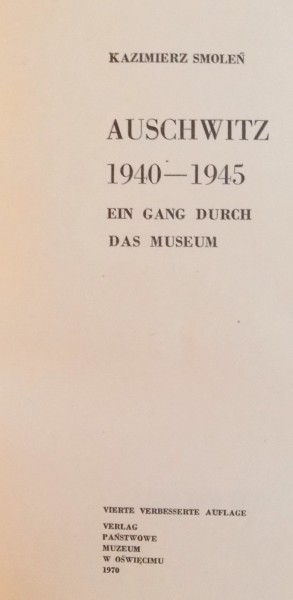 KAZIMIERZ SMOLEŃ
AUSCHWITZ
1940—1945
EIN GANG DURCH
DAS MUSEUM
VIERTE VERBESSERTE AUFLAGE
VERLAG
PAŃSTWOWE
MUZEUM
W OŚWIĘCIMU
1970